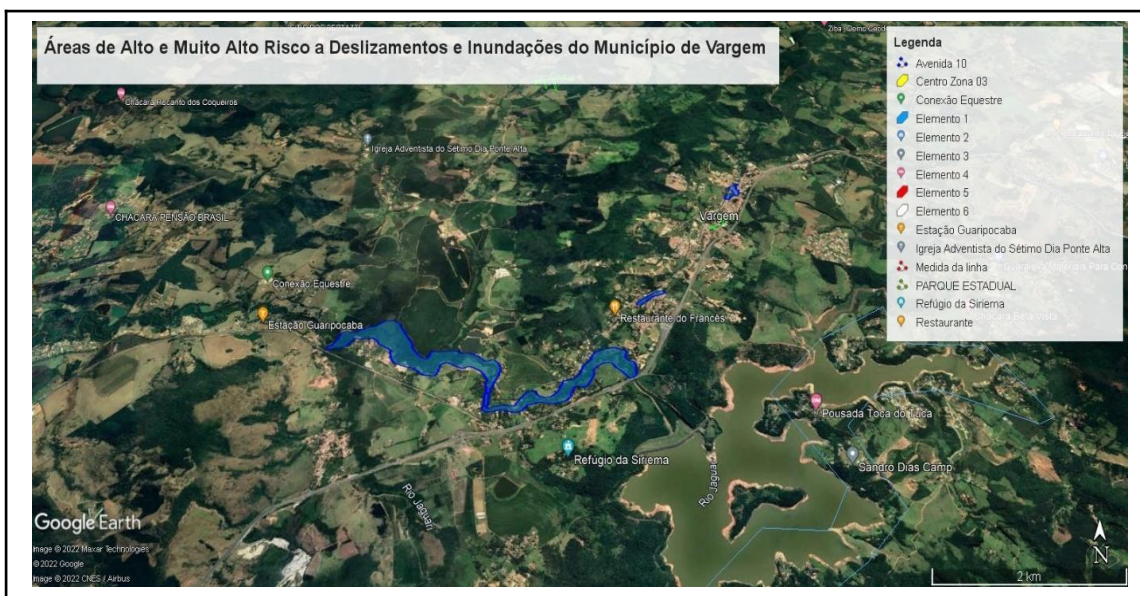 Áreas de Alto e Muito Alto Risco a Deslizamentos e Inundações do Município de Vargem
Legenda
Avenida 10
Centro Zona 03
Conexão Equestre
Elemento 1
Elemento 2
Elemento 3
Elemento 4
Elemento 5
Elemento 6
Estação Guaripocaba
Igreja Adventista do Sétimo Dia Ponte Alta
Medida da linha
PARQUE ESTADUAL
Refúgio da Siriema
Restaurante
Chácara Recanto dos Coqueiros
Igreja Adventista do Sétimo Dia Ponte Alta
CHÁCARA PENSÃO BRASIL
Vargem
Conexão Equestre
Estação Guaripocaba
Restaurante do Francês
Pousada Toca do Tuca
Refúgio da Siriema
Sandro Dias Camp
Rio Jaguari
Rio Jaguari
Google Earth
Image © 2022 Maxar Technologies
© 2022 Google
Image © 2022 CNES / Airbus
N
2 km